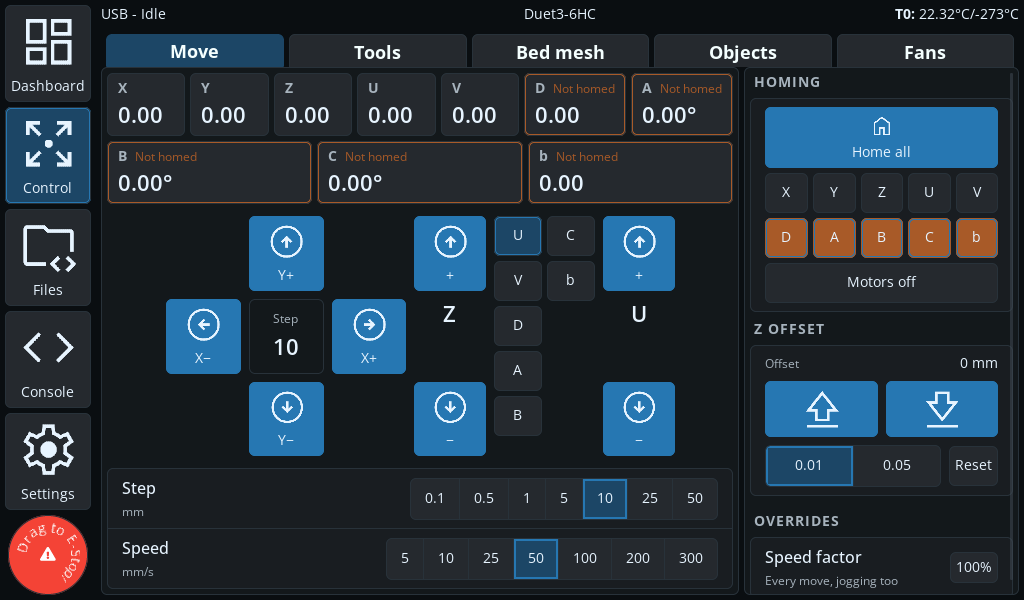 USB - Idle
Duet3-6HC
T0: 22.32°C/-273°C
Dashboard
Control
Files
Console
Settings
Drag to E-Stop!
Move
Tools
Bed mesh
Objects
Fans
X
0.00
Y
0.00
Z
0.00
U
0.00
V
0.00
D Not homed
0.00
A Not homed
0.00°
B Not homed
0.00°
C Not homed
0.00°
b Not homed
0.00
Y+
X−
Step
10
X+
Y−
+
Z
−
U
C
V
b
D
A
B
+
U
−
Step
mm
0.1 0.5 1 5 10 25 50
Speed
mm/s
5 10 25 50 100 200 300
HOMING
Home all
X Y Z U V
D A B C b
Motors off
Z OFFSET
Offset 0 mm
0.01 0.05 Reset
OVERRIDES
Speed factor
Every move, jogging too
100%